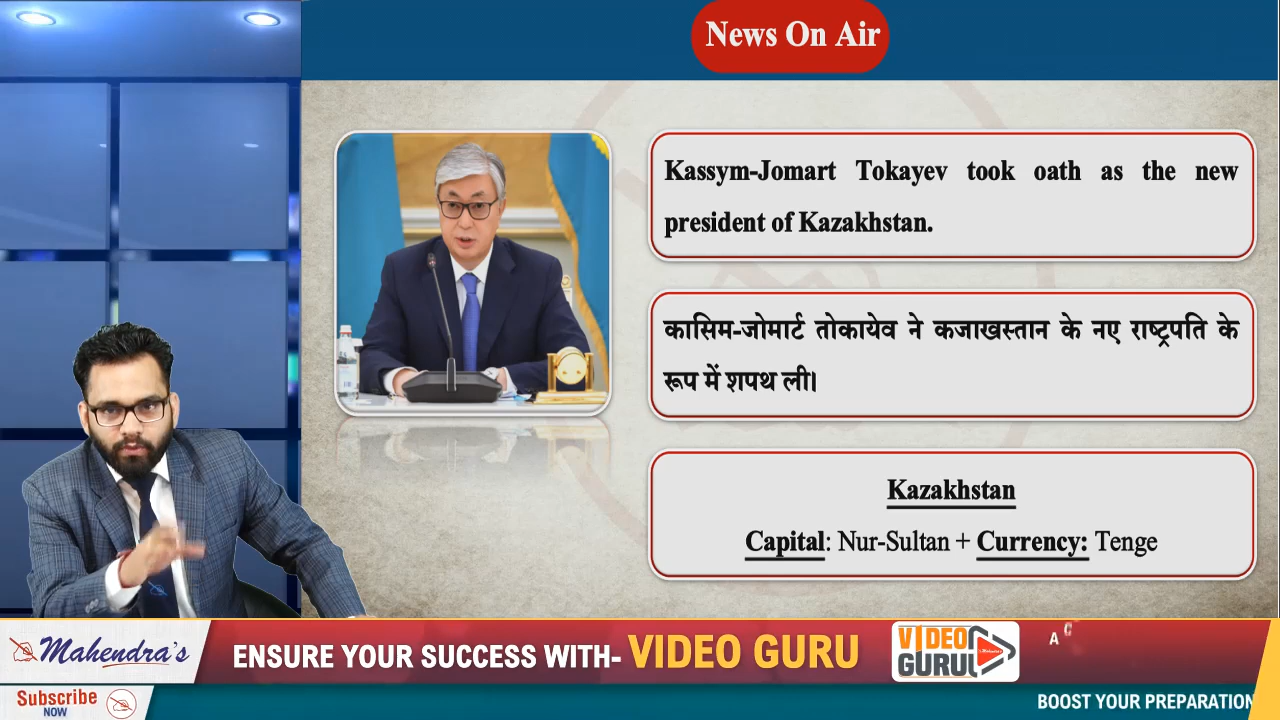 News On Air
Kassym-Jomart Tokayev took oath as the new
president of Kazakhstan.
कासिम-जोमार्ट तोकायेव ने कजाखस्तान के नए राष्ट्रपति के
रूप में शपथ ली।
Kazakhstan
Capital: Nur-Sultan + Currency: Tenge
Mahendra's
ENSURE YOUR SUCCESS WITH- VIDEO GURU
VIDEO
GURU
A C
Subscribe
NOW
BOOST YOUR PREPARATION